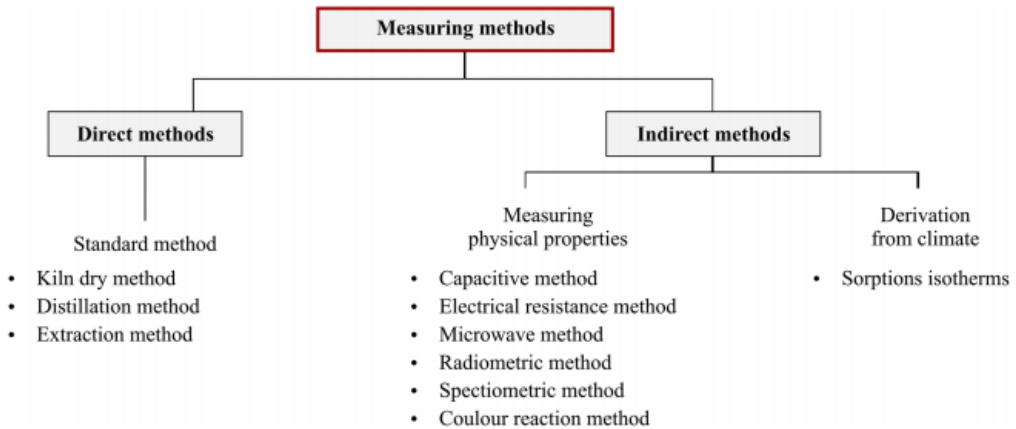 Measuring methods
Direct methods
Indirect methods
Standard method
• Kiln dry method
• Distillation method
• Extraction method
Measuring
physical properties
• Capacitive method
• Electrical resistance method
• Microwave method
• Radiometric method
• Spectiometric method
• Coulour reaction method
Derivation
from climate
• Sorptions isotherms